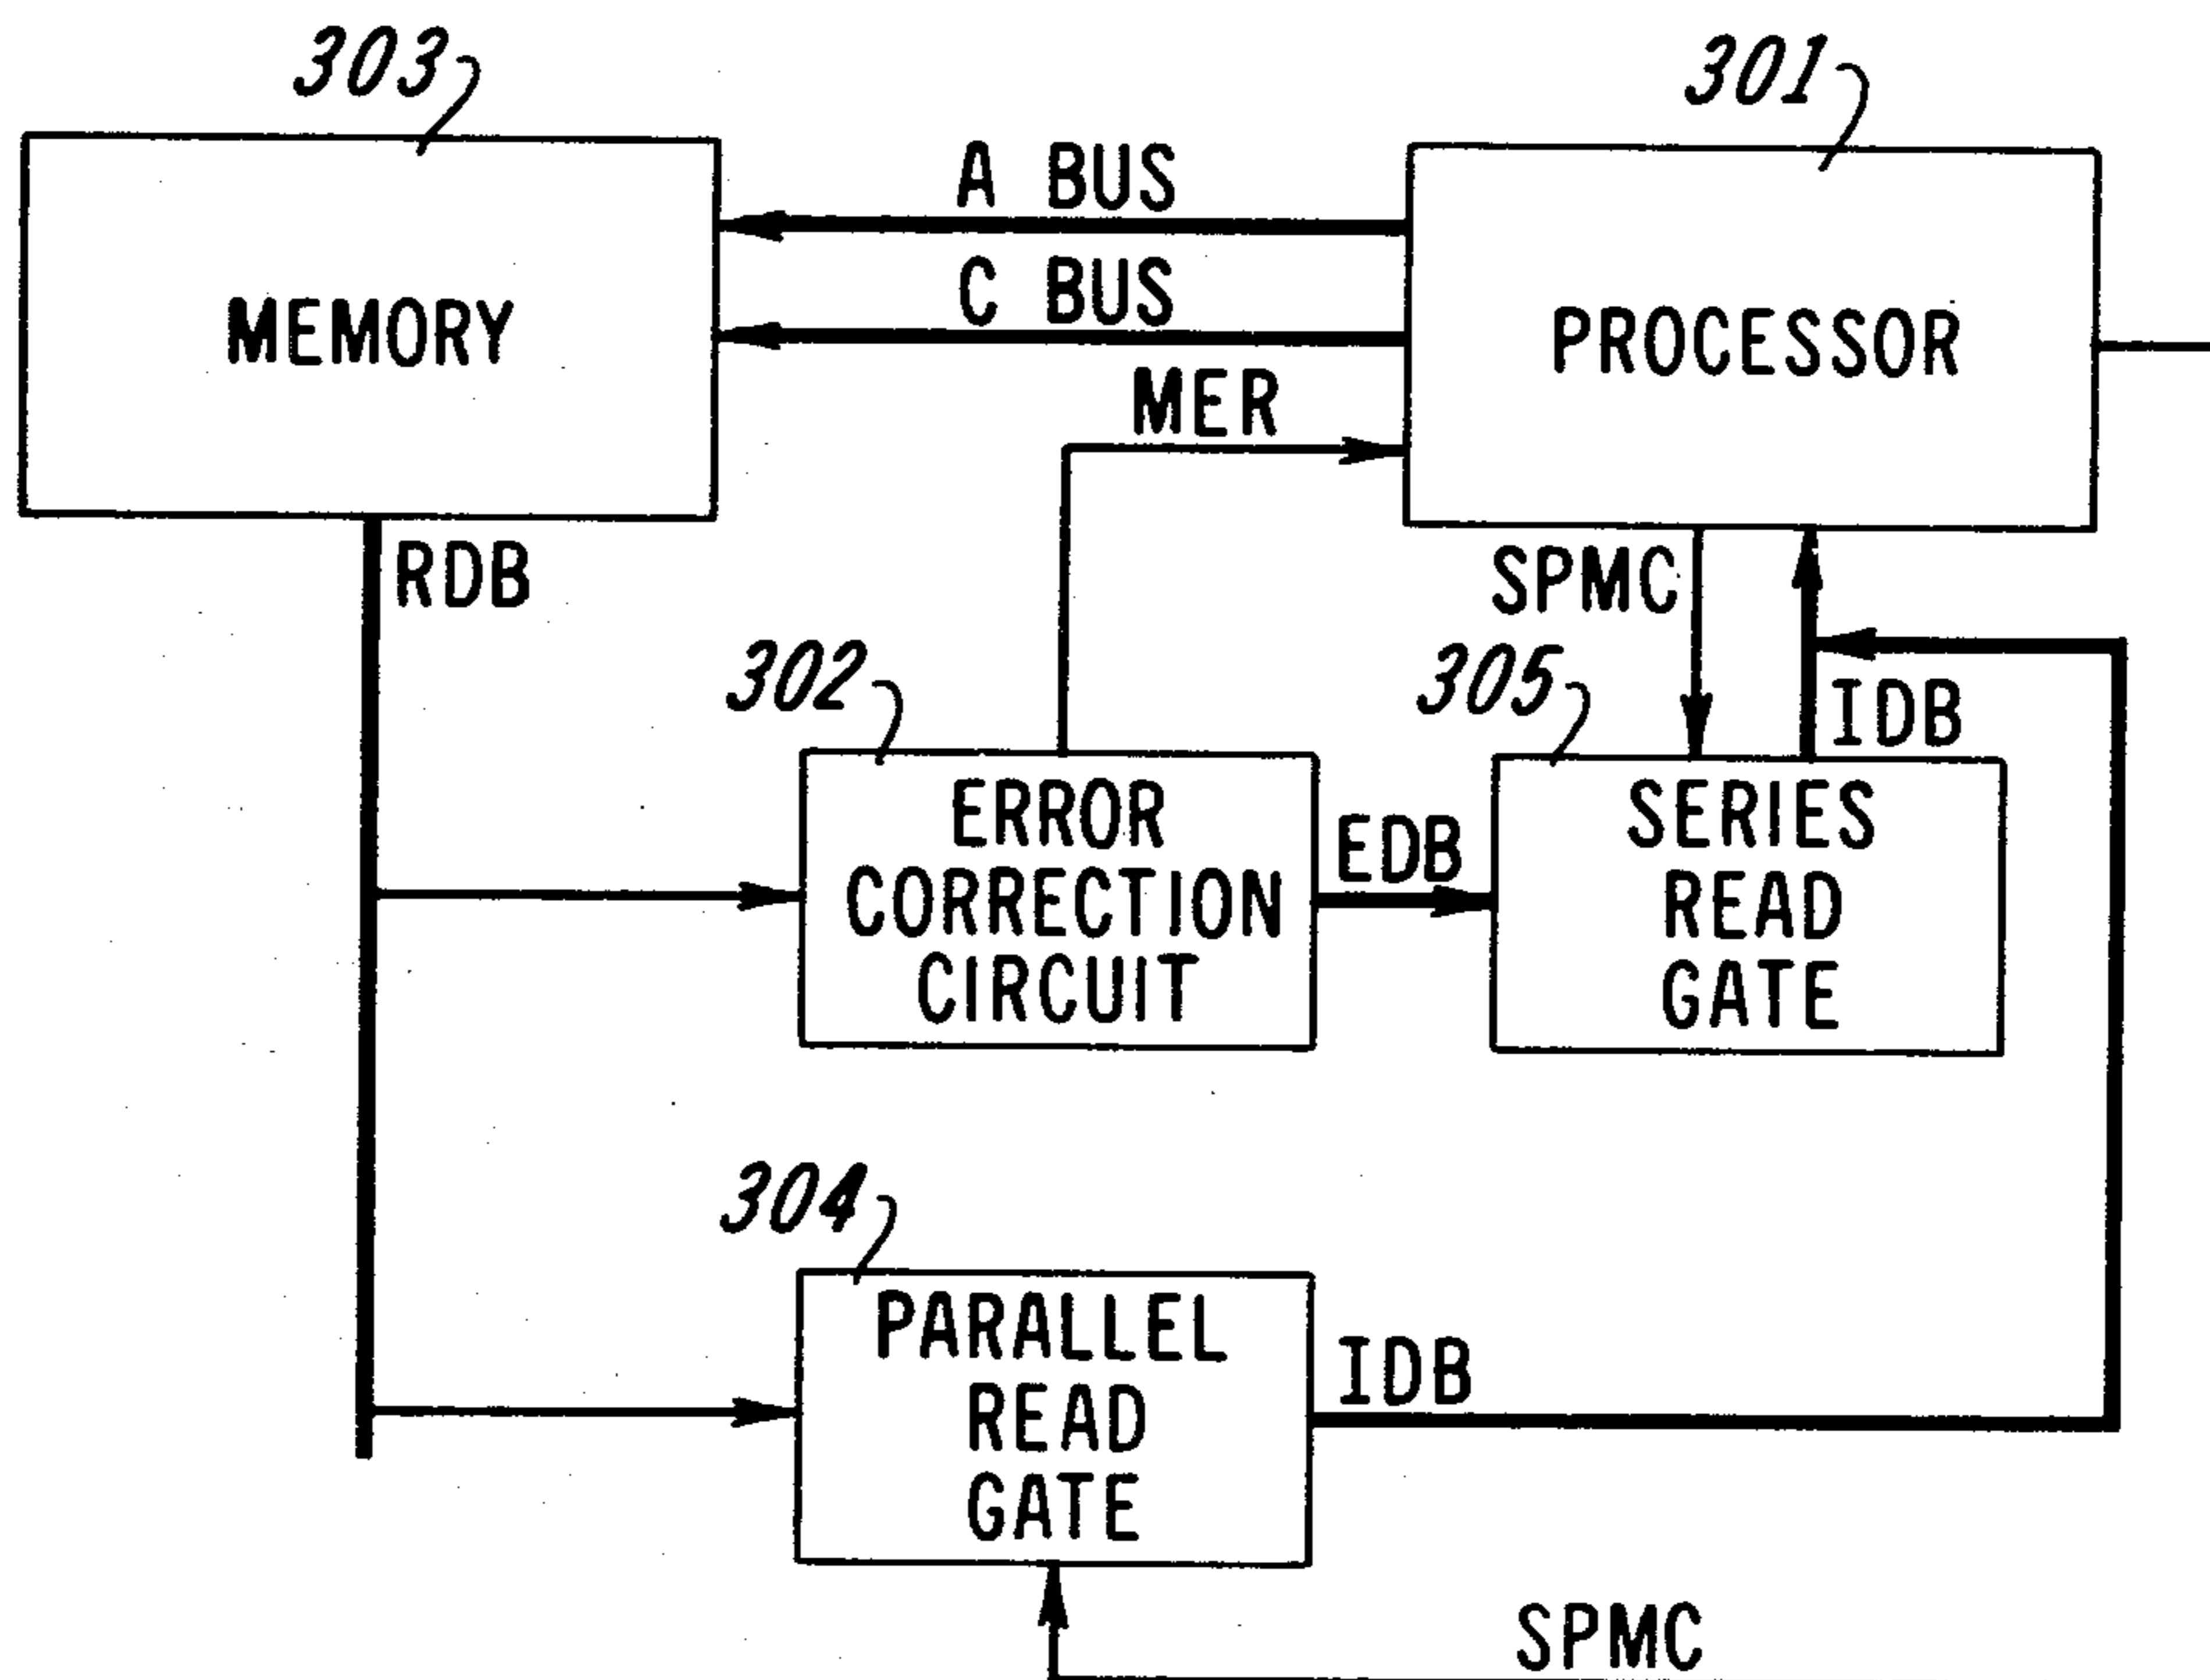 303
301
A BUS
C BUS
MEMORY
PROCESSOR
MER
RDB
SPMC
302
305
IDB
ERROR
CORRECTION
CIRCUIT
EDB
SERIES
READ
GATE
304
PARALLEL
READ
GATE
IDB
SPMC